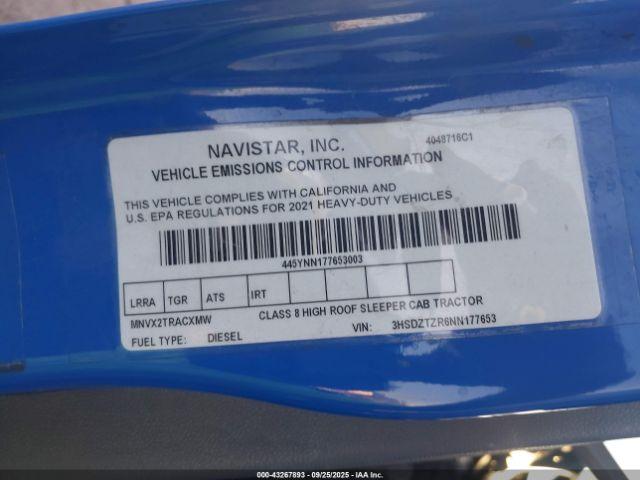 NAVISTAR, INC.
4048716C1
VEHICLE EMISSIONS CONTROL INFORMATION
THIS VEHICLE COMPLIES WITH CALIFORNIA AND
U.S. EPA REGULATIONS FOR 2021 HEAVY-DUTY VEHICLES
445YNN177653003
LRRA TGR ATS IRT
MNVX2TRACXMW CLASS 8 HIGH ROOF SLEEPER CAB TRACTOR
FUEL TYPE: DIESEL VIN: 3HSDZTZR6NN177653
00-43267893 | 09/25/2025 | IAA Inc.